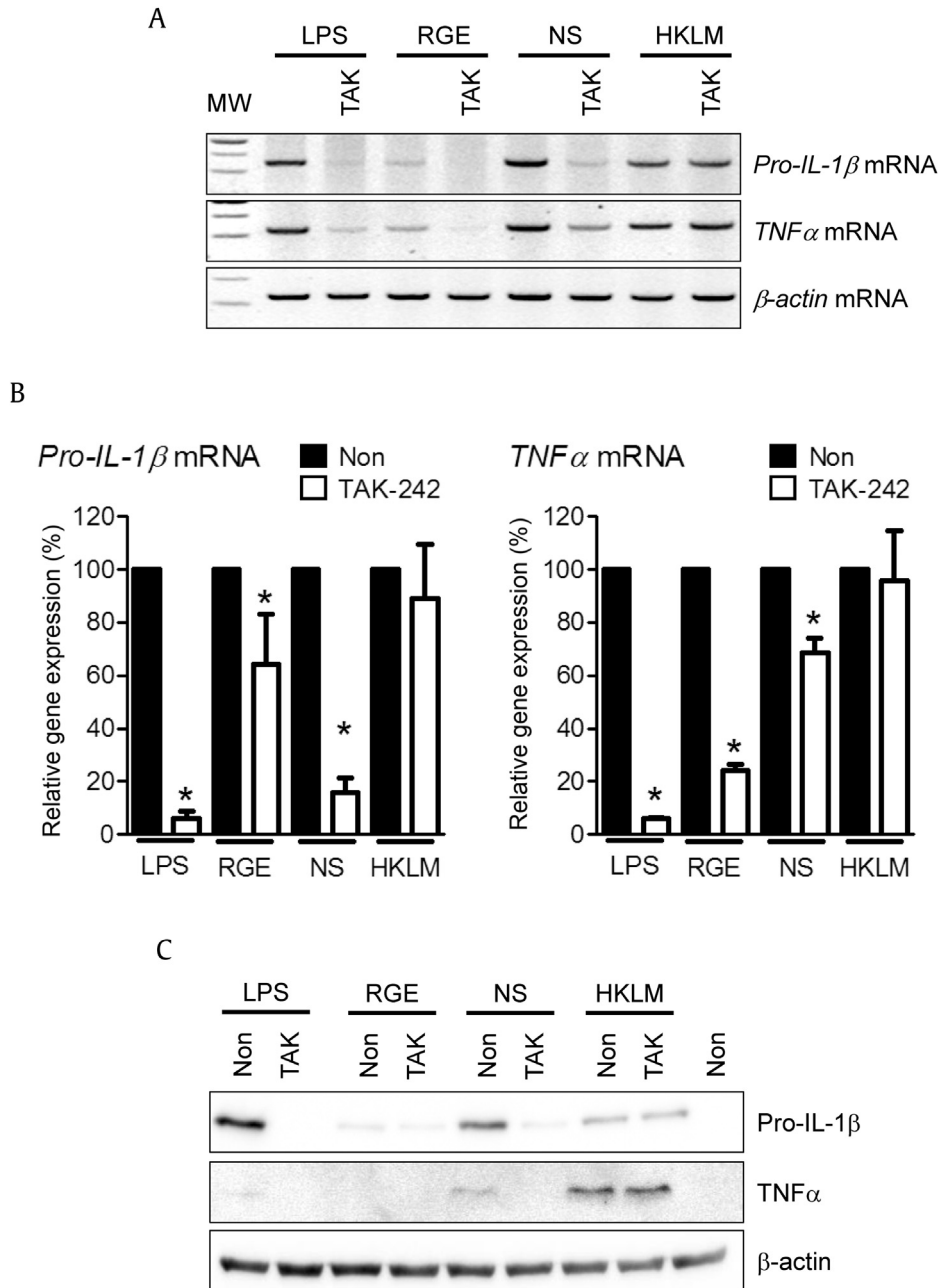 A
LPS RGE NS HKLM
MW TAK TAK TAK TAK
Pro-IL-1β mRNA
TNFα mRNA
β-actin mRNA
B
Pro-IL-1β mRNA
Non
TAK-242
Relative gene expression (%)
120
100
80
60
40
20
0
*
*
*
LPS RGE NS HKLM
TNFα mRNA
Non
TAK-242
Relative gene expression (%)
120
100
80
60
40
20
0
*
*
*
LPS RGE NS HKLM
C
LPS RGE NS HKLM
Non TAK Non TAK Non TAK Non TAK Non
Pro-IL-1β
TNFα
β-actin